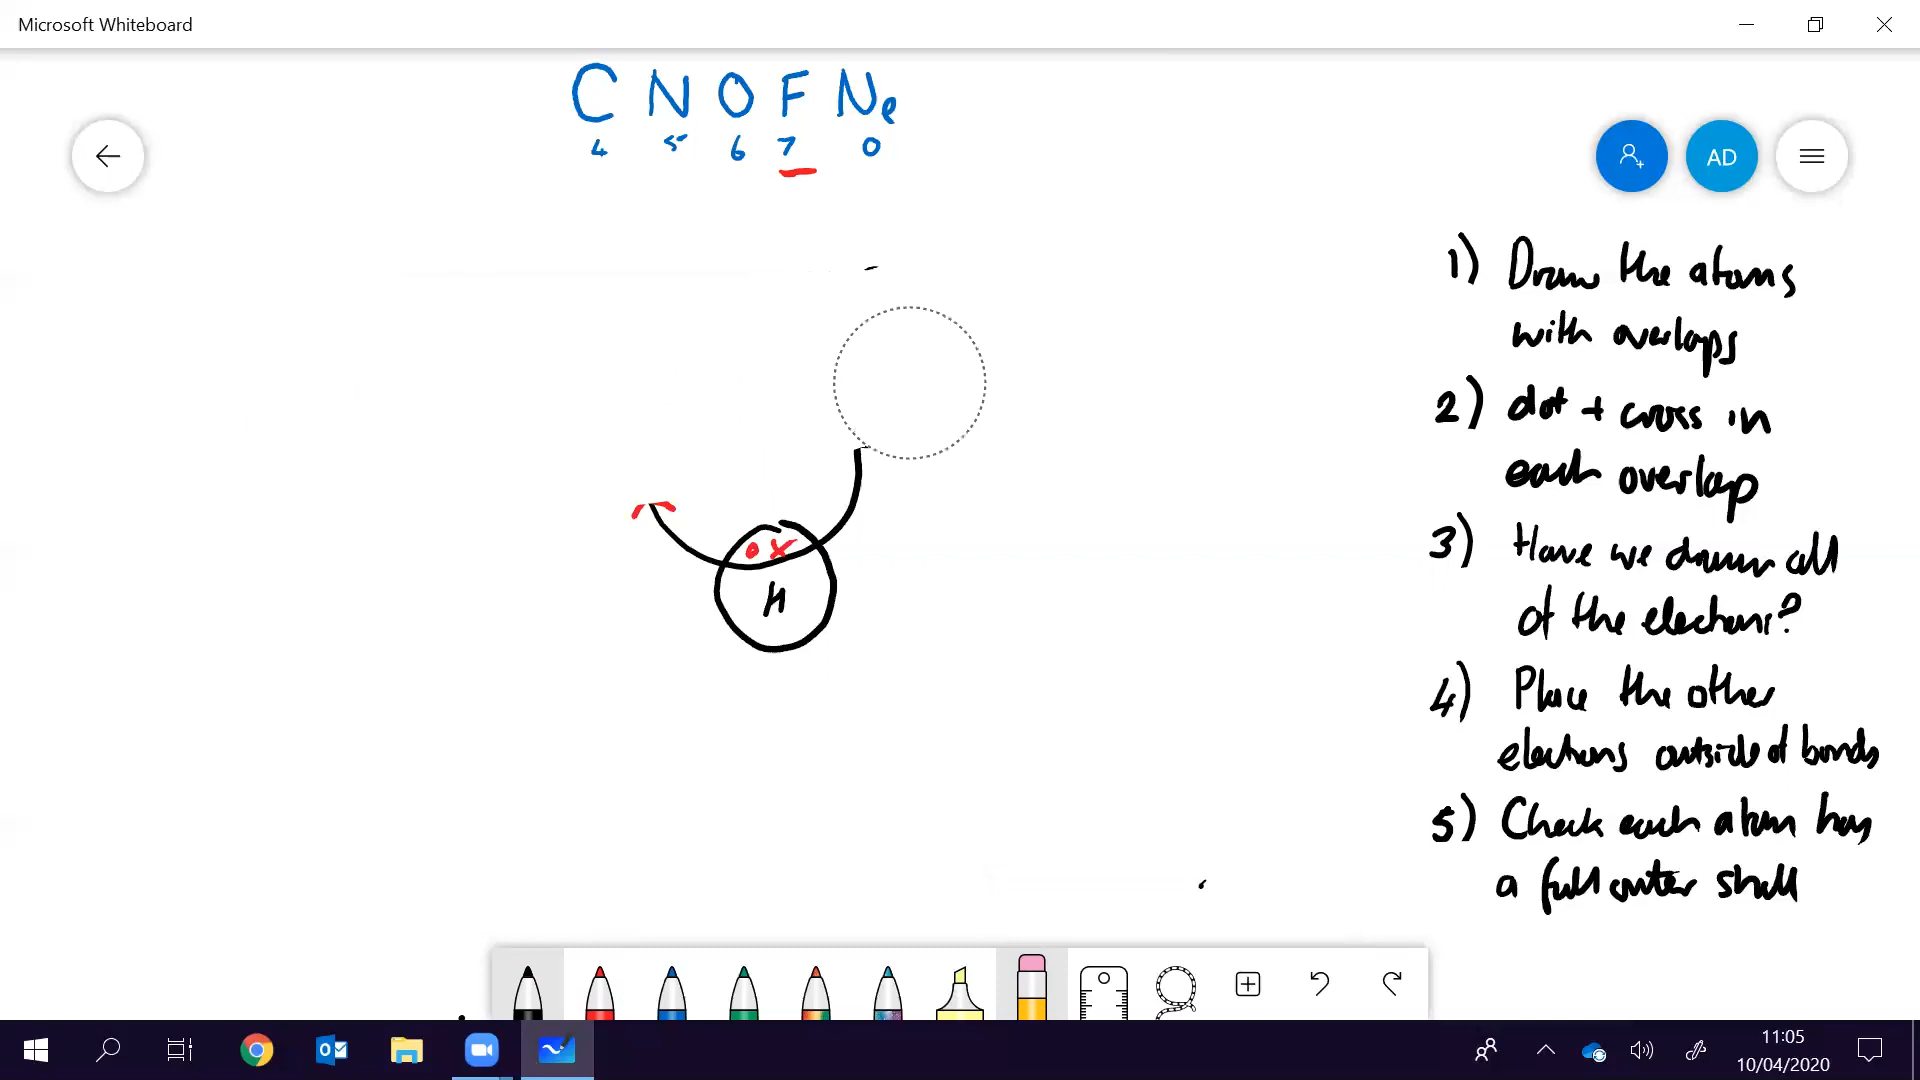 Microsoft Whiteboard
C N O F Ne
4 5 6 7 0
AD
1) Draw the atoms
with overlaps
2) dot + cross in
each overlap
3) Have we drawn all
of the electrons?
4) Place the other
electrons outside of bonds
5) Check each atom has
a full outer shell
o x
H
11:05
10/04/2020